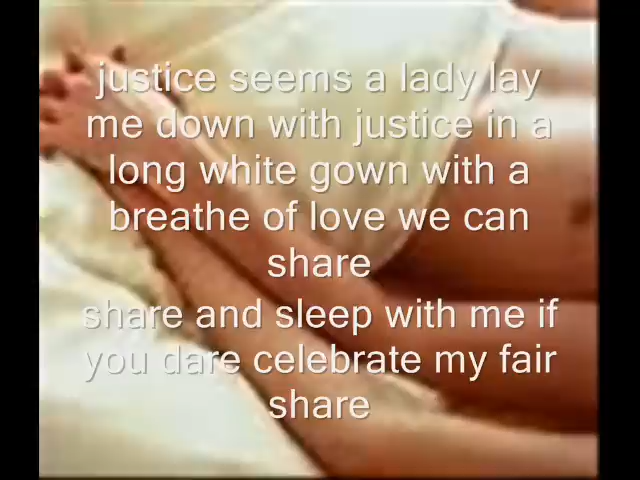 justice seems a lady lay
me down with justice in a
long white gown with a
breathe of love we can
share
share and sleep with me if
you dare celebrate my fair
share